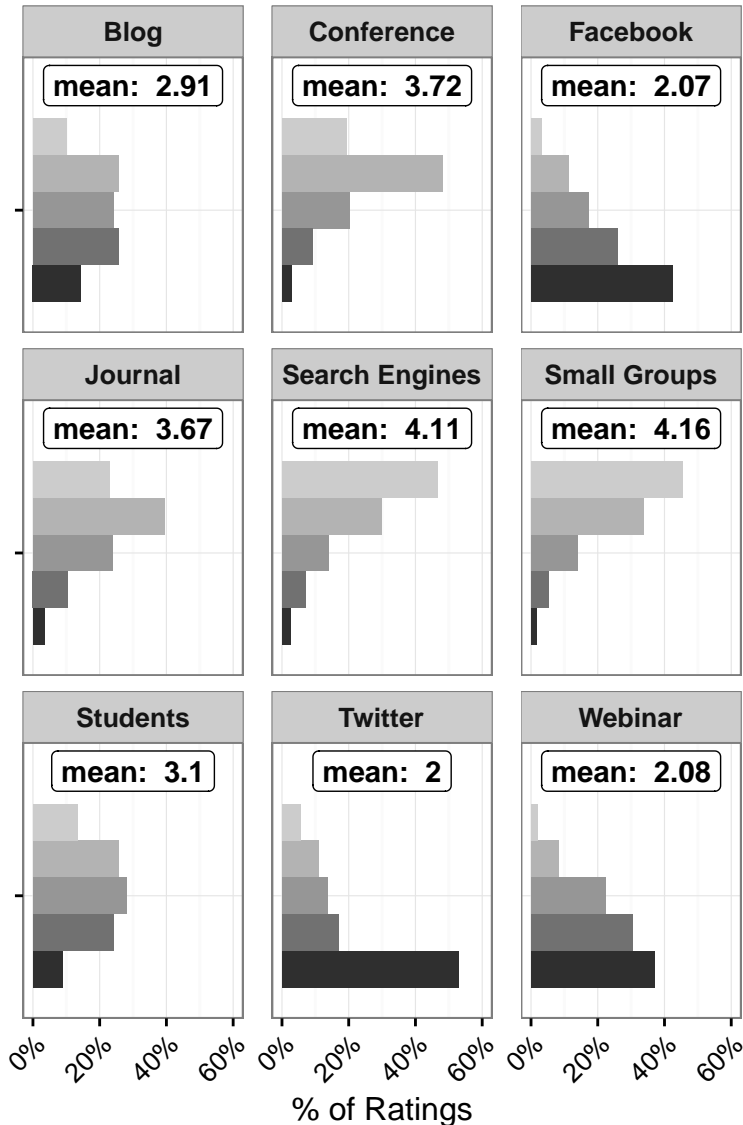 Blog Conference Facebook
mean: 2.91 mean: 3.72 mean: 2.07
Journal Search Engines Small Groups
mean: 3.67 mean: 4.11 mean: 4.16
Students Twitter Webinar
mean: 3.1 mean: 2 mean: 2.08
0% 20% 40% 60% 0% 20% 40% 60% 0% 20% 40% 60%
% of Ratings